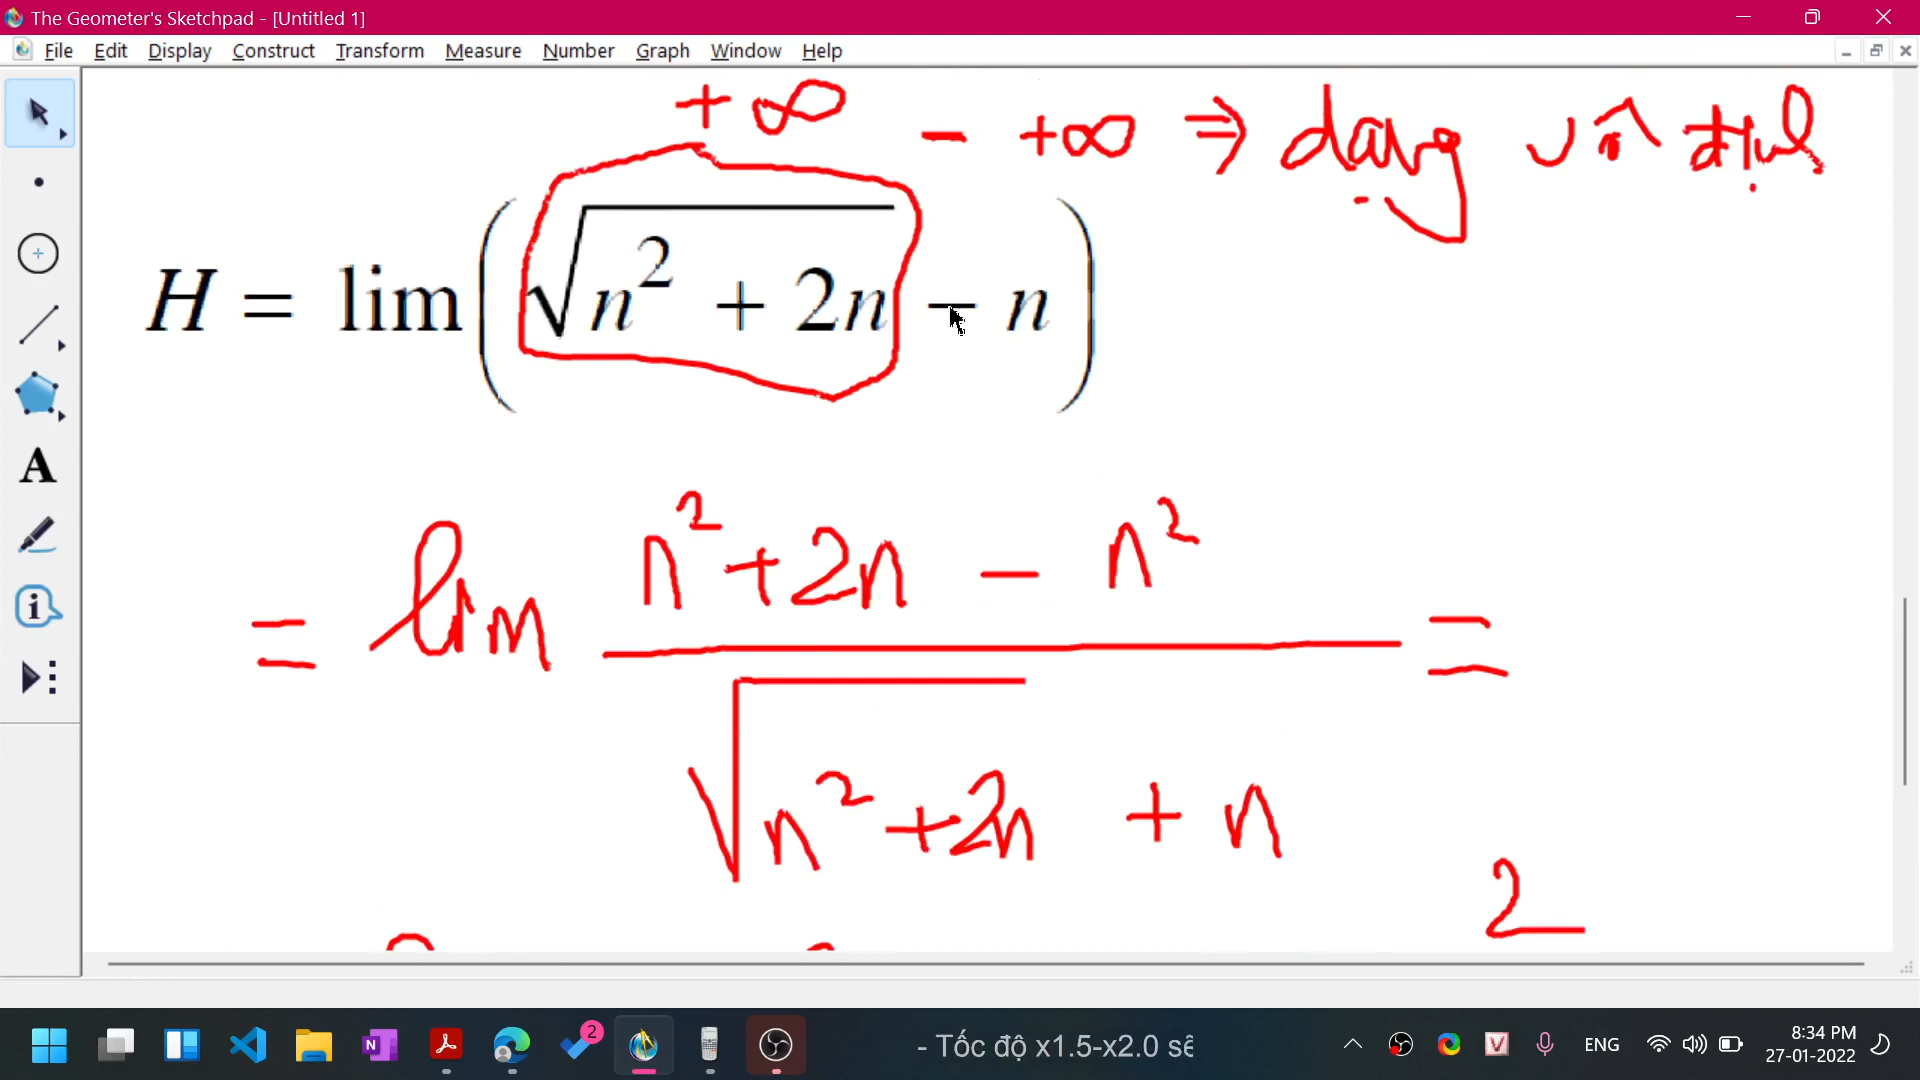 The Geometer's Sketchpad - [Untitled 1]
File Edit Display Construct Transform Measure Number Graph Window Help
+∞ - +∞ ⇒ dạng vô định
H = lim(√(n² + 2n) − n)
= lim (n² + 2n − n²)/(√(n² + 2n) + n) =
2
A
i
2
- Tốc độ x1.5-x2.0 sẽ
ENG
8:34 PM
27-01-2022